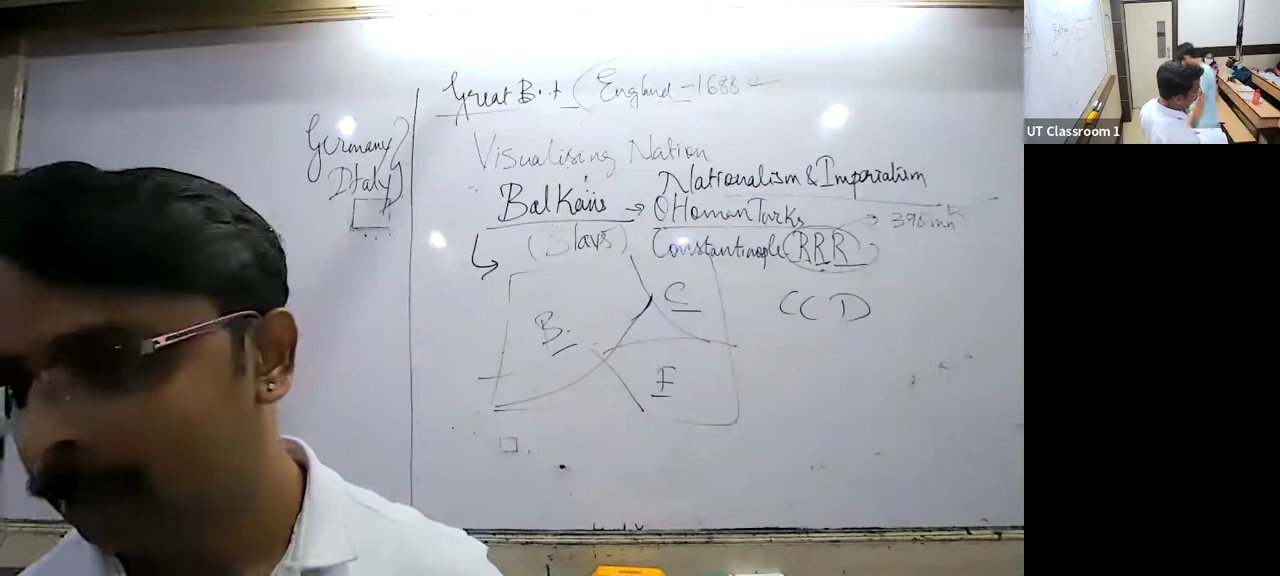 Great B.t (England - 1688
Visualising Nation
Germany
Italy
Nationalism & Imperialism
Balkans → Ottoman Turks
(Slavs)
Constantinople RRR → 396 mn
B.
C
CCD
F
UT Classroom 1